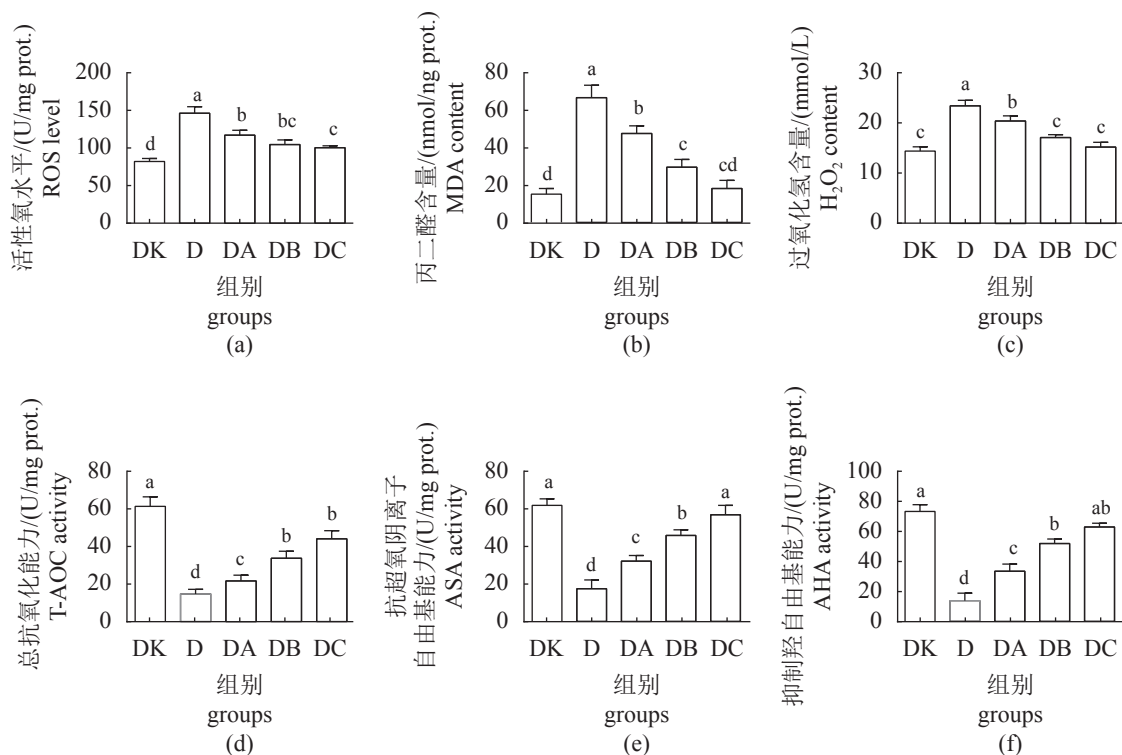 活性氧水平/(U/mg prot.)
ROS level
200
150
100
50
0
a
b
bc
c
d
DK D DA DB DC
组别
groups
(a)
丙二醛含量/(nmol/ng prot.)
MDA content
80
60
40
20
0
a
b
c
cd
d
DK D DA DB DC
组别
groups
(b)
过氧化氢含量/(mmol/L)
H₂O₂ content
30
20
10
0
a
b
c
c
c
DK D DA DB DC
组别
groups
(c)
总抗氧化能力/(U/mg prot.)
T-AOC activity
80
60
40
20
0
a
d
c
b
b
DK D DA DB DC
组别
groups
(d)
抗超氧阴离子
自由基能力/(U/mg prot.)
ASA activity
80
60
40
20
0
a
d
c
b
a
DK D DA DB DC
组别
groups
(e)
抑制羟自由基能力/(U/mg prot.)
AHA activity
100
80
60
40
20
0
a
d
c
b
ab
DK D DA DB DC
组别
groups
(f)